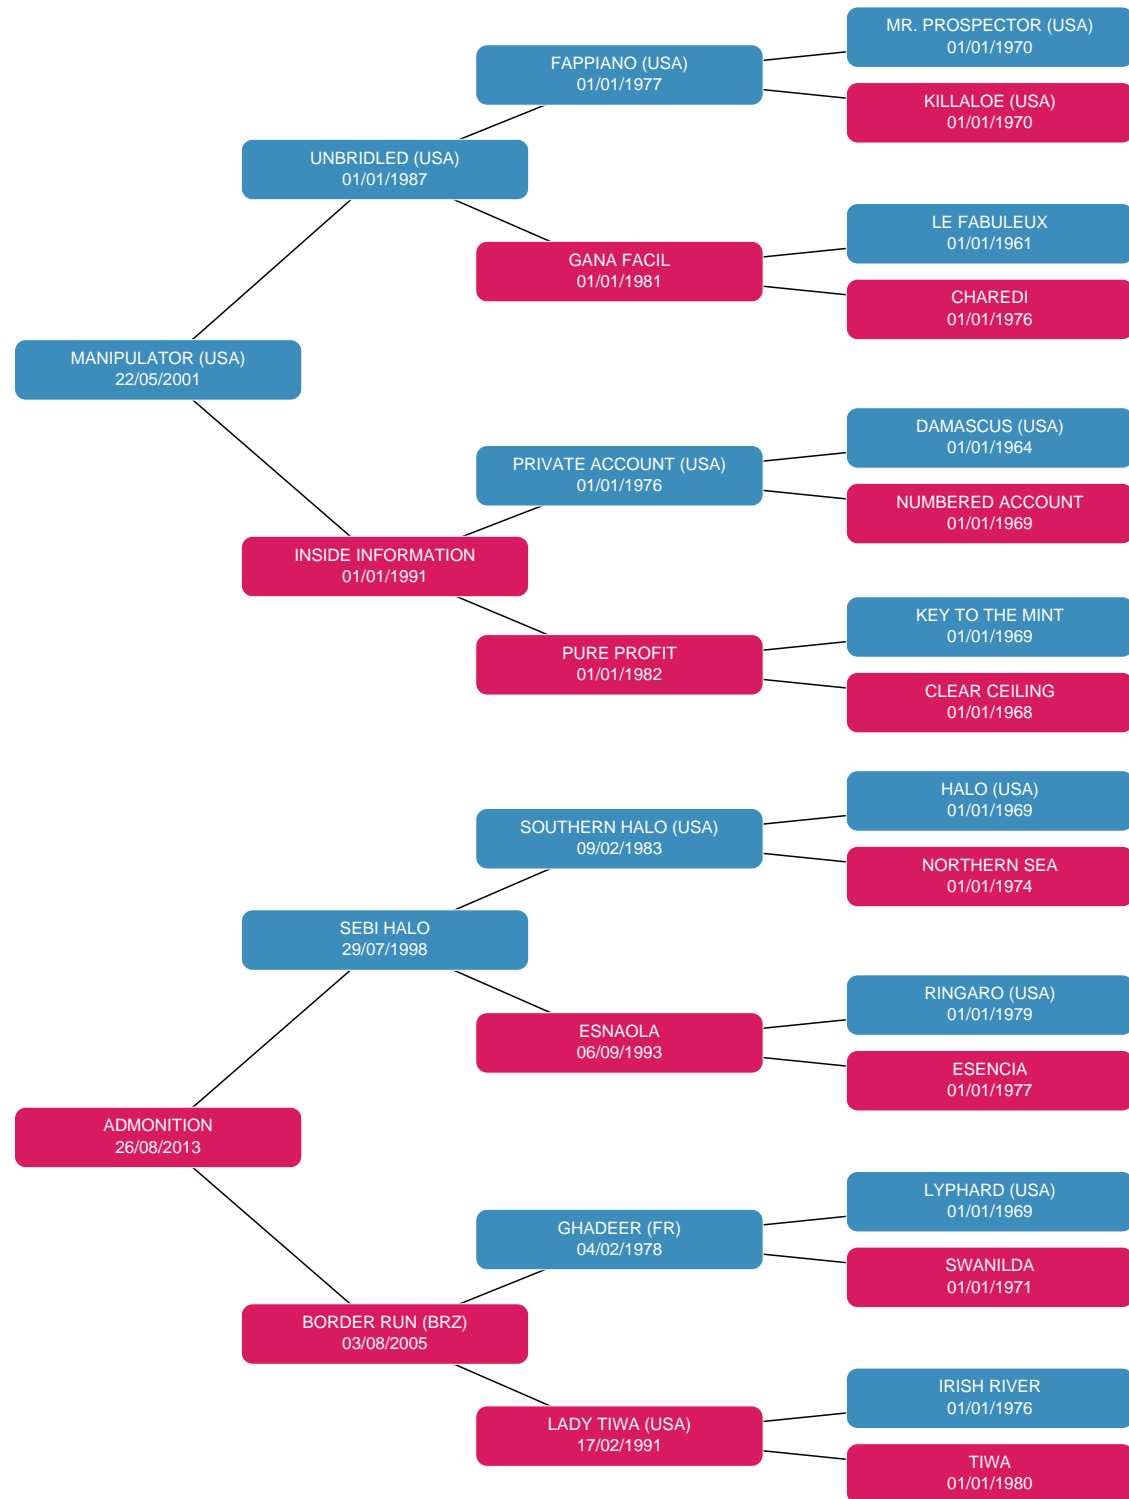 MR. PROSPECTOR (USA)
01/01/1970
FAPPIANO (USA)
01/01/1977
KILLALOE (USA)
01/01/1970
UNBRIDLED (USA)
01/01/1987
LE FABULEUX
01/01/1961
GANA FACIL
01/01/1981
CHAREDI
01/01/1976
MANIPULATOR (USA)
22/05/2001
DAMASCUS (USA)
01/01/1964
PRIVATE ACCOUNT (USA)
01/01/1976
NUMBERED ACCOUNT
01/01/1969
INSIDE INFORMATION
01/01/1991
KEY TO THE MINT
01/01/1969
PURE PROFIT
01/01/1982
CLEAR CEILING
01/01/1968
HALO (USA)
01/01/1969
SOUTHERN HALO (USA)
09/02/1983
NORTHERN SEA
01/01/1974
SEBI HALO
29/07/1998
RINGARO (USA)
01/01/1979
ESNAOLA
06/09/1993
ESENCIA
01/01/1977
ADMONITION
26/08/2013
LYPHARD (USA)
01/01/1969
GHADEER (FR)
04/02/1978
SWANILDA
01/01/1971
BORDER RUN (BRZ)
03/08/2005
IRISH RIVER
01/01/1976
LADY TIWA (USA)
17/02/1991
TIWA
01/01/1980